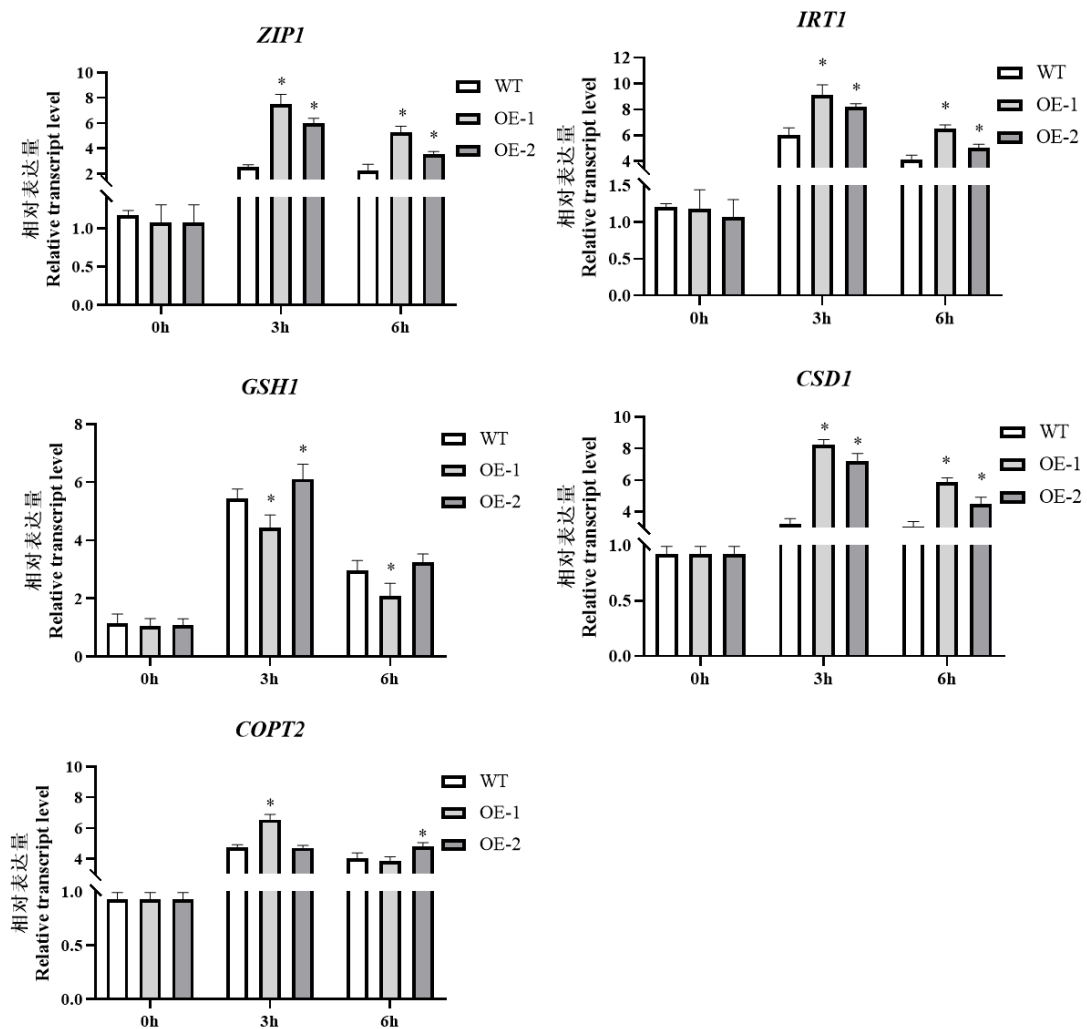 ZIP1
相对表达量
Relative transcript level
10
8
6
4
2
1.0
0.5
0.0
* * * *
0h 3h 6h
WT
OE-1
OE-2
IRT1
相对表达量
Relative transcript level
12
10
8
6
4
1.5
1.0
0.5
0.0
* * * *
0h 3h 6h
WT
OE-1
OE-2
GSH1
相对表达量
Relative transcript level
8
6
4
2
0
* * *
0h 3h 6h
WT
OE-1
OE-2
CSD1
相对表达量
Relative transcript level
10
8
6
4
1.0
0.5
0.0
* * * *
0h 3h 6h
WT
OE-1
OE-2
COPT2
相对表达量
Relative transcript level
10
8
6
4
1.0
0.5
0.0
* *
0h 3h 6h
WT
OE-1
OE-2